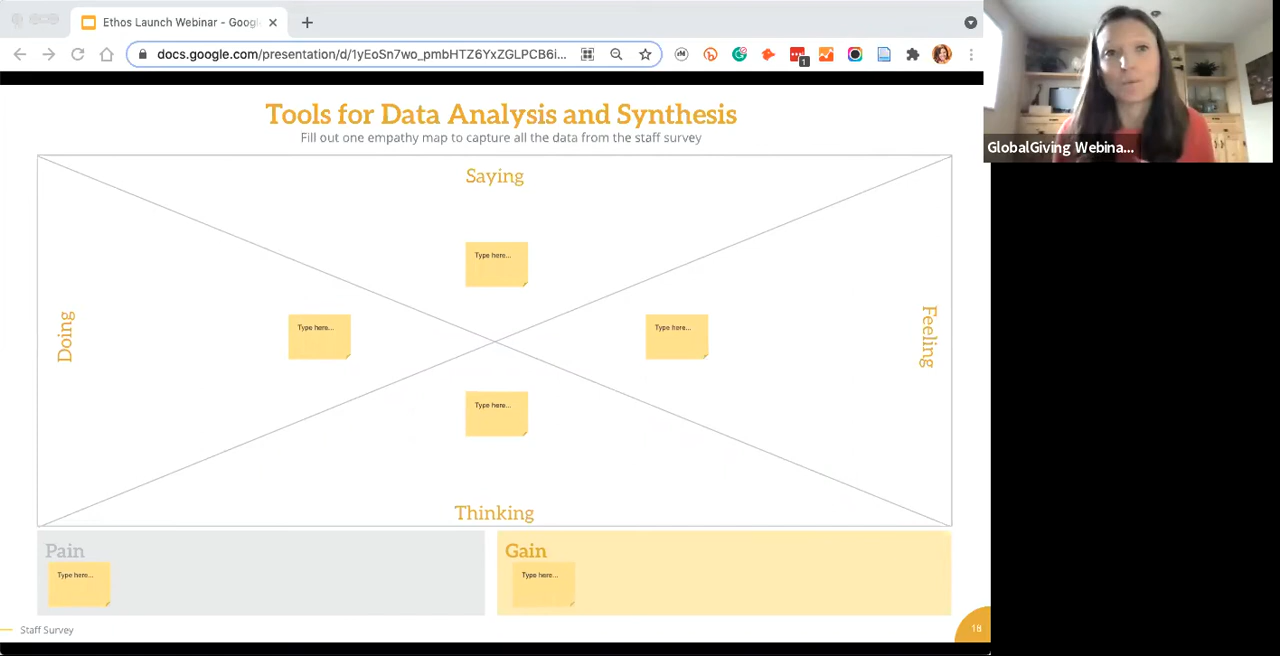 Ethos Launch Webinar - Googl
docs.google.com/presentation/d/1yEoSn7wo_pmbHTZ6YxZGLPCB6i...
1
GlobalGiving Webina...
Tools for Data Analysis and Synthesis
Fill out one empathy map to capture all the data from the staff survey
Saying
Type here...
Doing
Type here...
Type here...
Feeling
Type here...
Thinking
Pain
Type here...
Gain
Type here...
Staff Survey
18